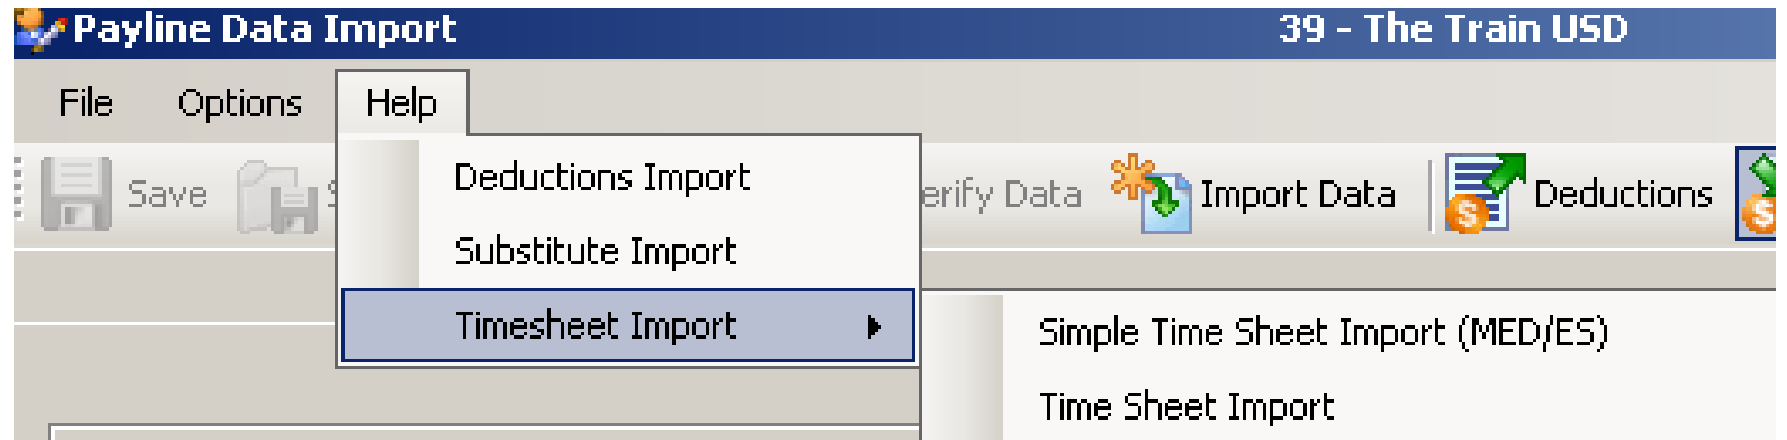 Payline Data Import 39 - The Train USD
File Options Help
Save Data Import Data Deductions
Deductions Import
Substitute Import
Timesheet Import
Simple Time Sheet Import (MED/ES)
Time Sheet Import